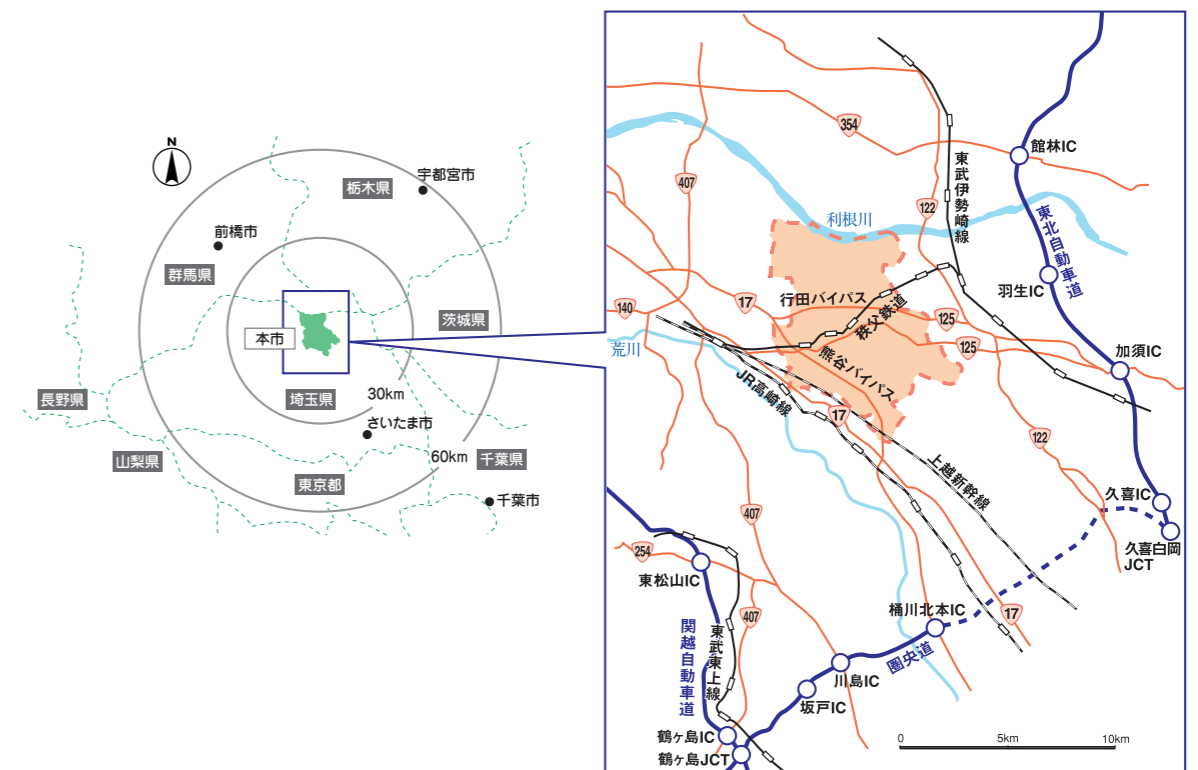 N
宇都宮市
栃木県
前橋市
群馬県
茨城県
本市
長野県
埼玉県
30km
さいたま市
山梨県
60km
千葉県
東京都
千葉市
354
館林IC
407
東武伊勢崎線
122
利根川
東北自動車道
羽生IC
17
行田バイパス
140
秩父鉄道
125
荒川
125
熊谷バイパス
加須IC
JR高崎線
17
122
上越新幹線
久喜IC
407
久喜白岡
JCT
254
東松山IC
桶川北本IC
17
407
関越自動車道
東武東上線
圏央道
川島IC
坂戸IC
鶴ヶ島IC
鶴ヶ島JCT
0
5km
10km